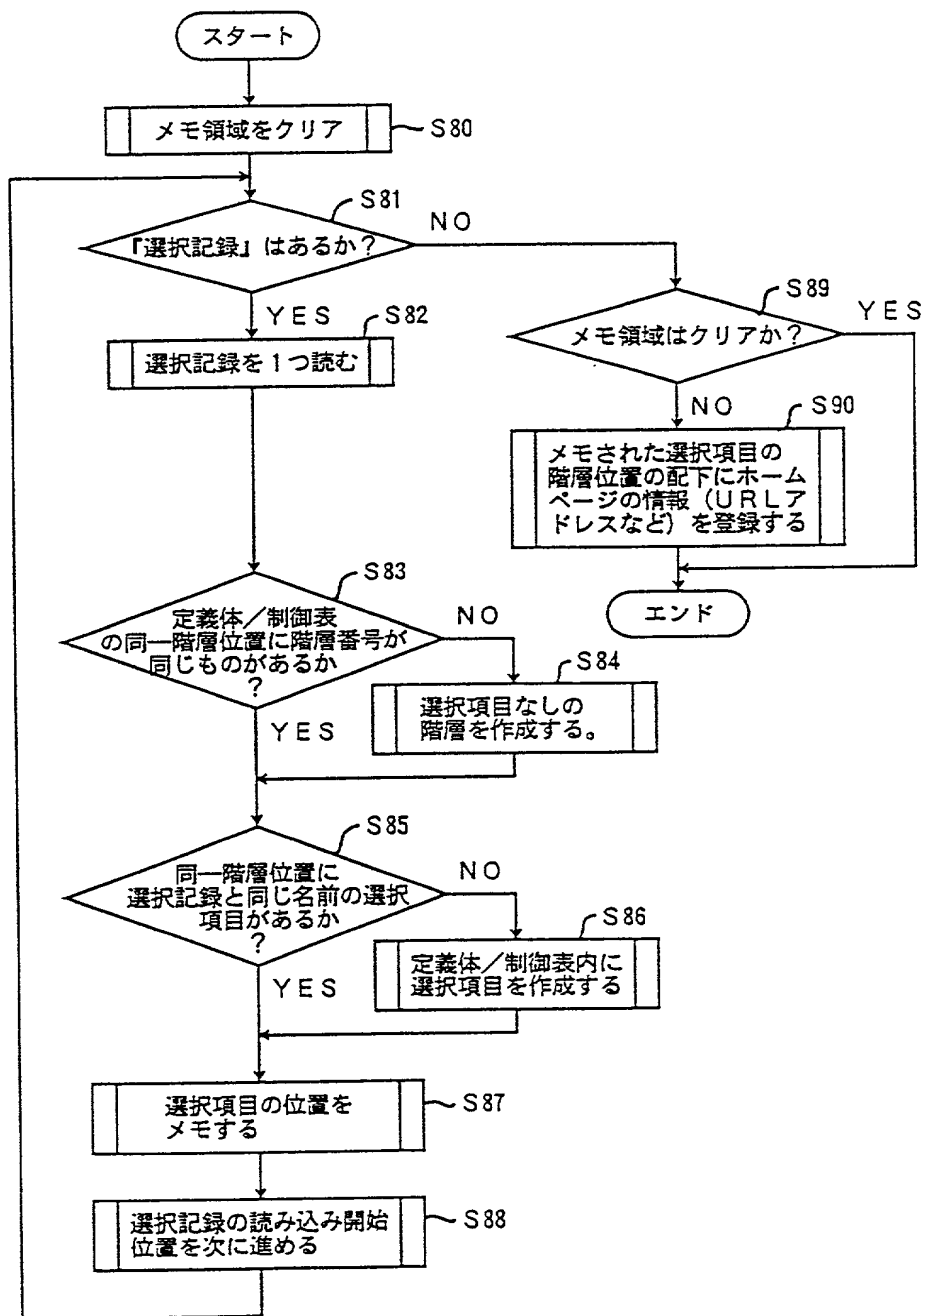 スタート
メモ領域をクリア
S80
S81
『選択記録』はあるか？
NO
YES
S82
選択記録を１つ読む
S89
メモ領域はクリアか？
YES
NO
S90
メモされた選択項目の
階層位置の配下にホーム
ページの情報（ＵＲＬア
ドレスなど）を登録する
エンド
S83
定義体／制御表
の同一階層位置に階層番号が
同じものがあるか
？
NO
YES
S84
選択項目なしの
階層を作成する。
S85
同一階層位置に
選択記録と同じ名前の選択
項目があるか
？
NO
YES
S86
定義体／制御表内に
選択項目を作成する
選択項目の位置を
メモする
S87
選択記録の読み込み開始
位置を次に進める
S88